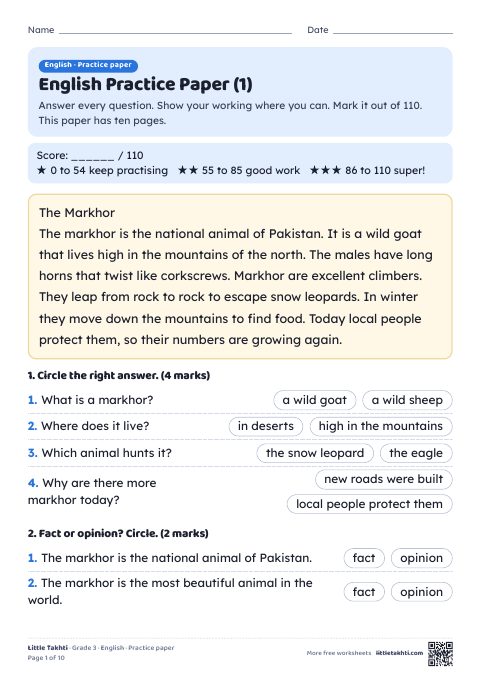 Name
Date
English · Practice paper
English Practice Paper (1)
Answer every question. Show your working where you can. Mark it out of 110.
This paper has ten pages.
Score: ______ / 110
★ 0 to 54 keep practising ★★ 55 to 85 good work ★★★ 86 to 110 super!
The Markhor
The markhor is the national animal of Pakistan. It is a wild goat
that lives high in the mountains of the north. The males have long
horns that twist like corkscrews. Markhor are excellent climbers.
They leap from rock to rock to escape snow leopards. In winter
they move down the mountains to find food. Today local people
protect them, so their numbers are growing again.
1. Circle the right answer. (4 marks)
1. What is a markhor? a wild goat a wild sheep
2. Where does it live? in deserts high in the mountains
3. Which animal hunts it? the snow leopard the eagle
4. Why are there more
markhor today?
new roads were built
local people protect them
2. Fact or opinion? Circle. (2 marks)
1. The markhor is the national animal of Pakistan. fact opinion
2. The markhor is the most beautiful animal in the
world.
fact opinion
Little Takhti · Grade 3 · English · Practice paper
Page 1 of 10
More free worksheets littletakhti.com